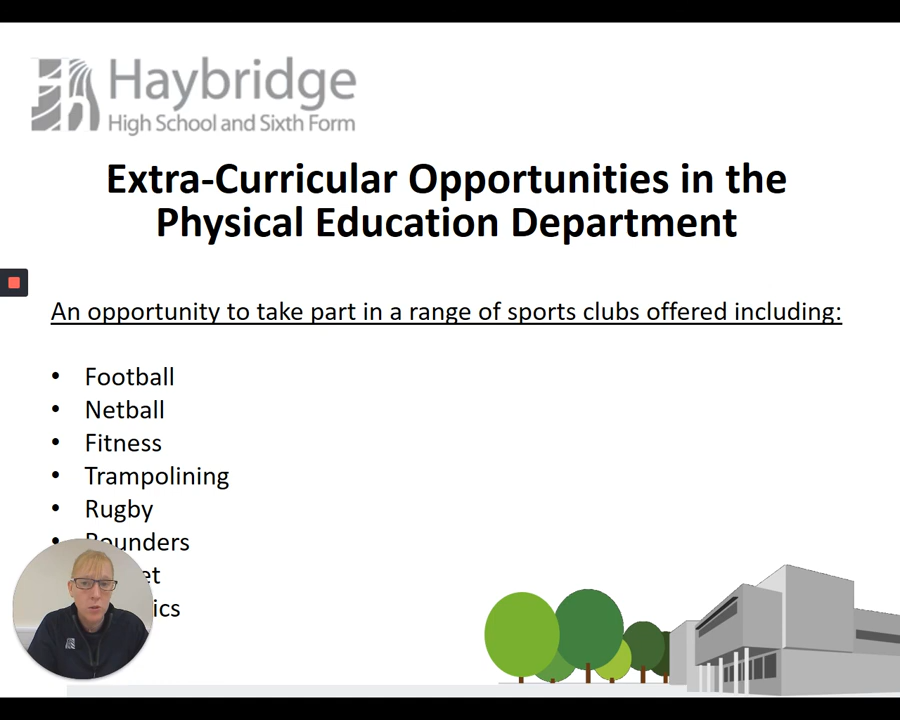 Haybridge
High School and Sixth Form
Extra-Curricular Opportunities in the
Physical Education Department
An opportunity to take part in a range of sports clubs offered including:
• Football
• Netball
• Fitness
• Trampolining
• Rugby
• Rounders